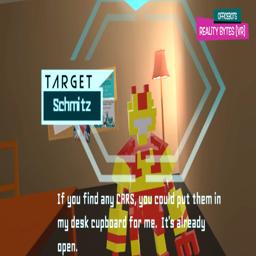 OFFICEBOTS
REALITY BYTES [VR]
TARGET
Schmitz
If you find any CARS, you could put them in
my desk cupboard for me. It's already
open.